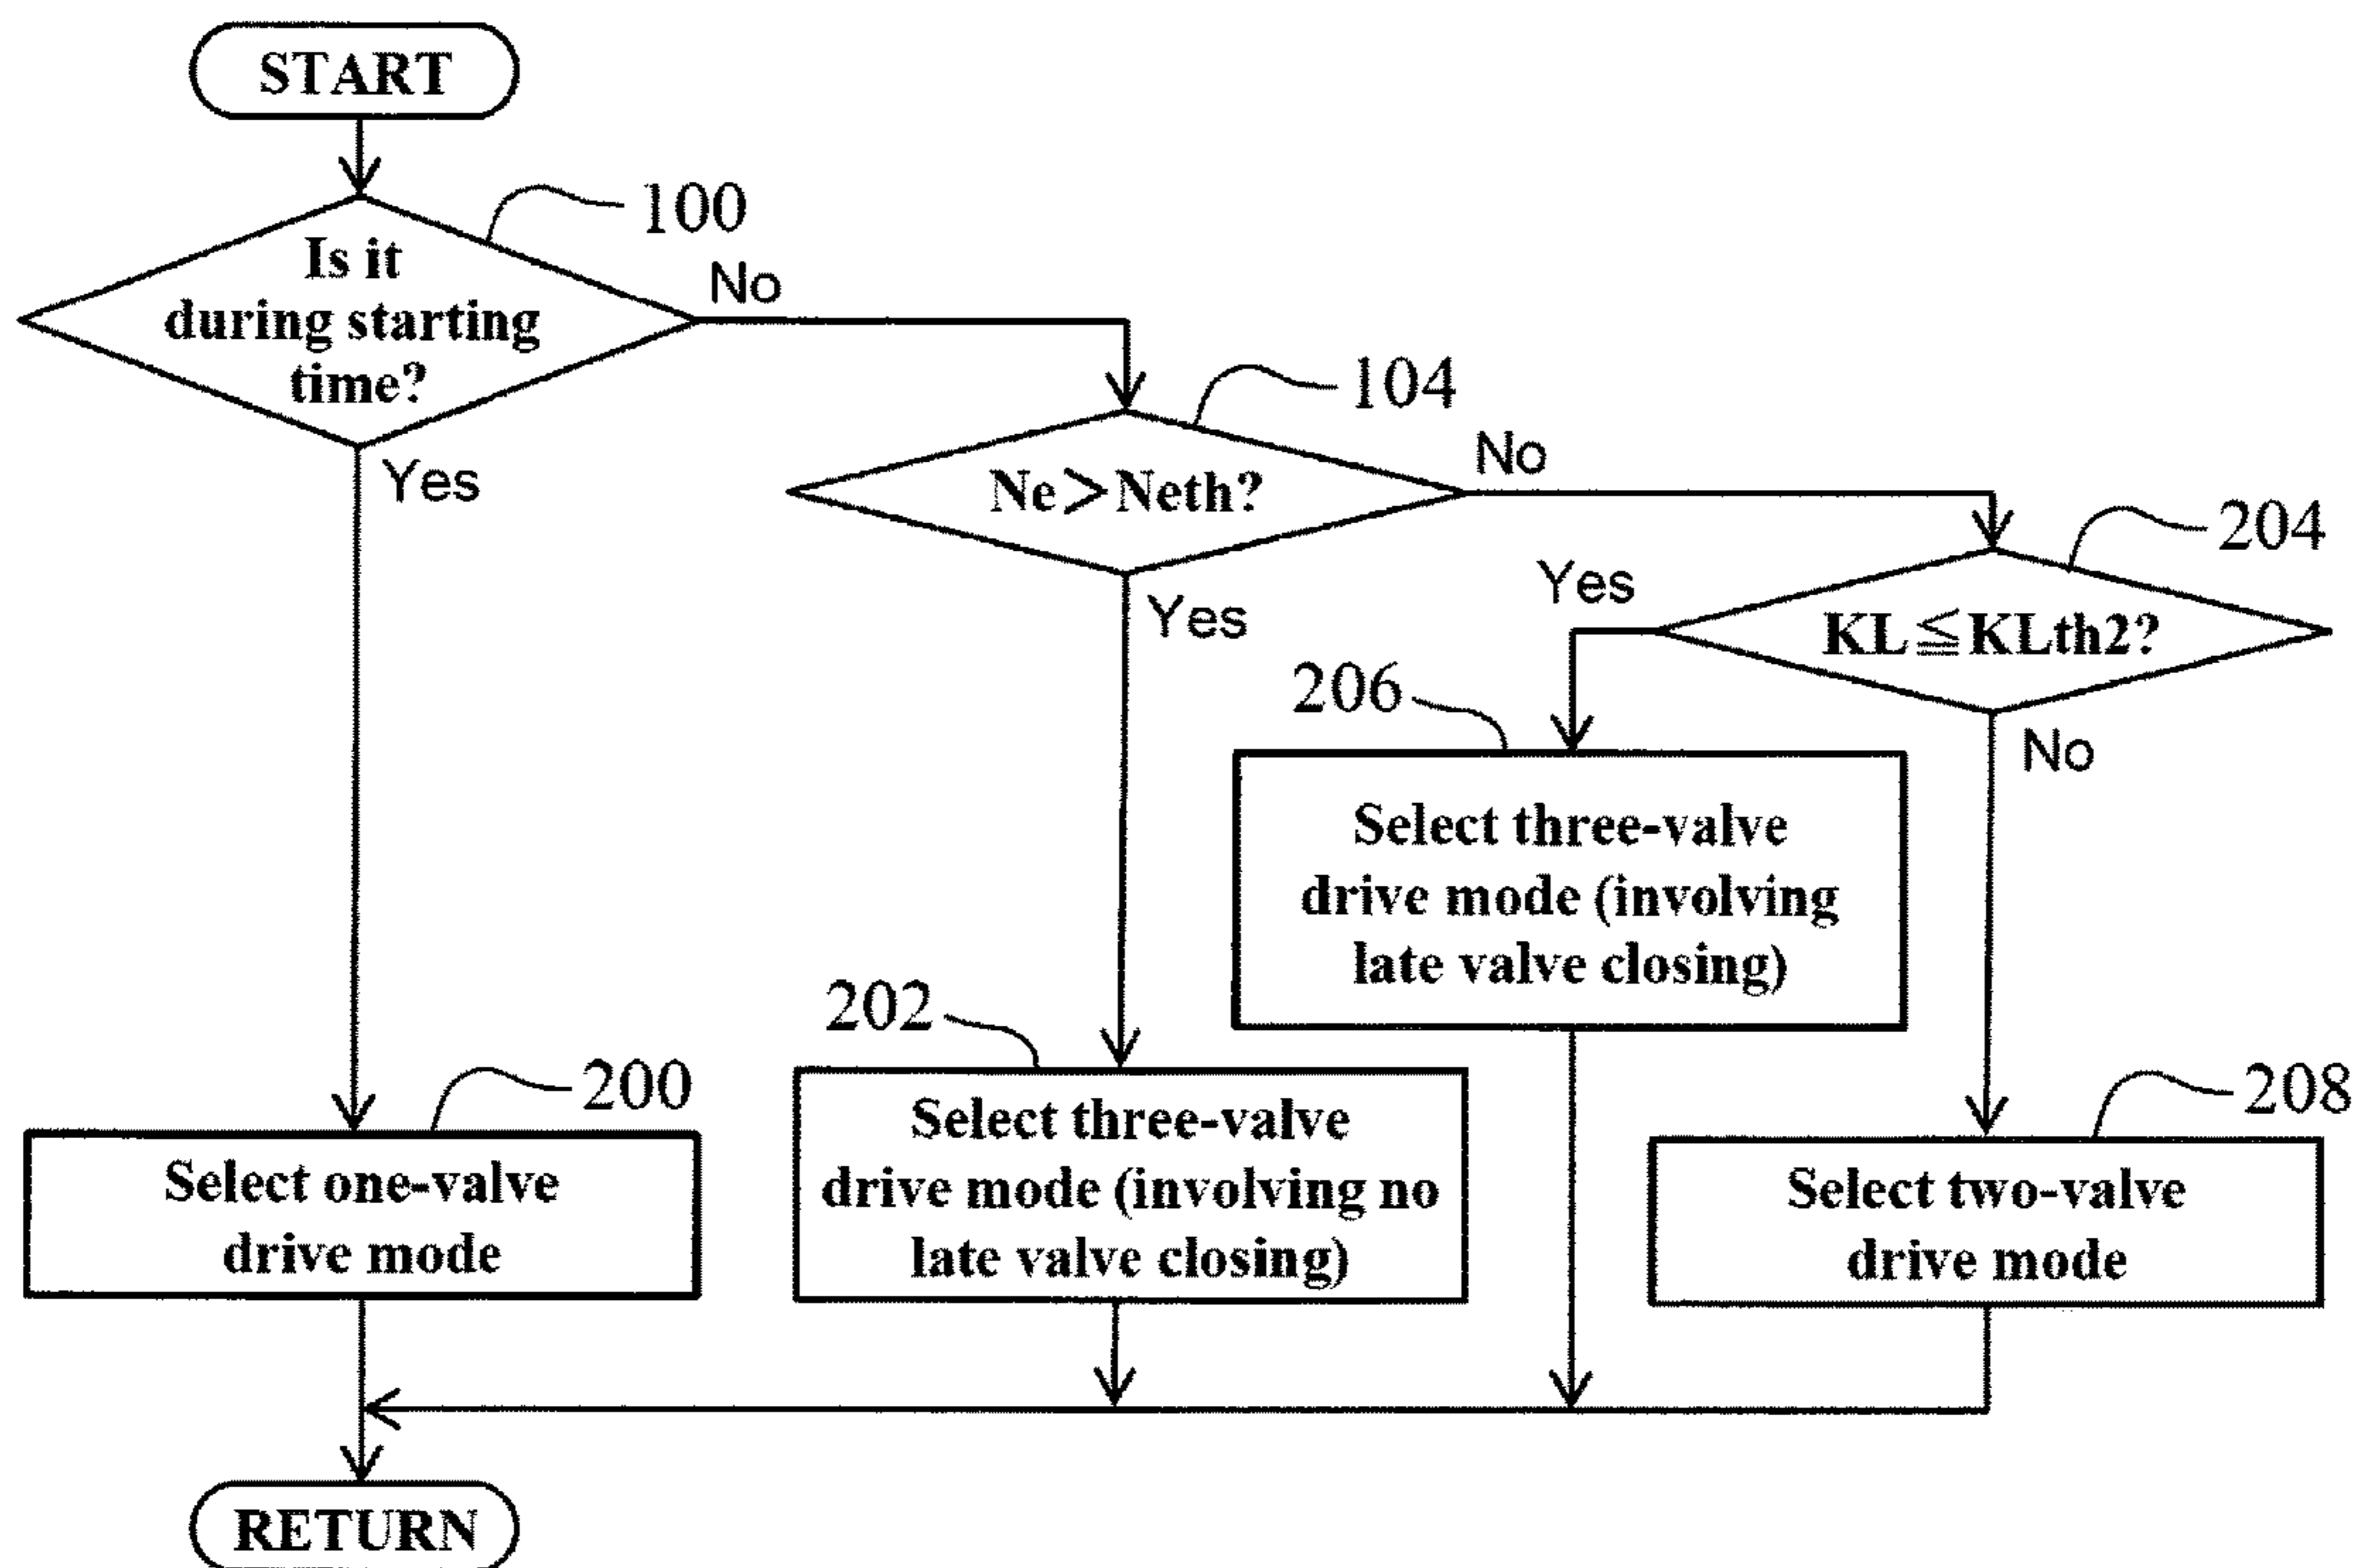 START
100
Is it
during starting
time?
No
Yes
104
Ne>Neth?
No
Yes
204
KL≦KLth2?
Yes
No
206
Select three-valve
drive mode (involving
late valve closing)
202
Select three-valve
drive mode (involving no
late valve closing)
200
Select one-valve
drive mode
208
Select two-valve
drive mode
RETURN